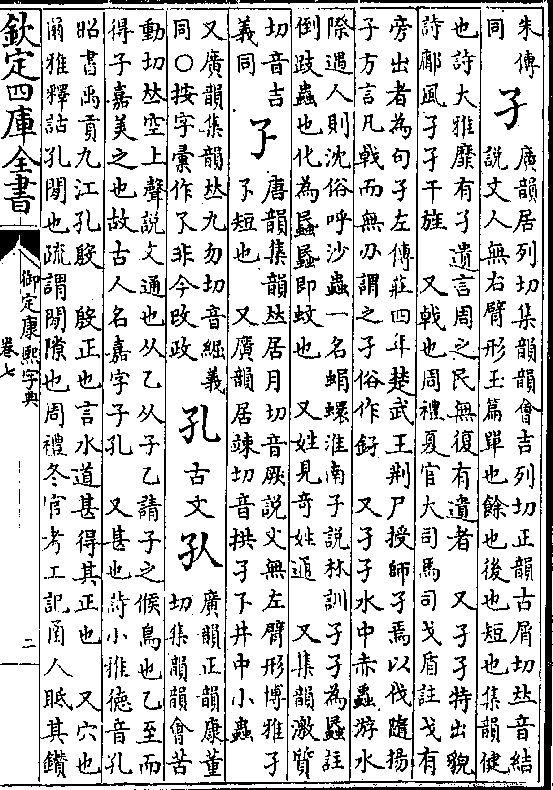 朱傳
同
孑
廣韻居列切集韻韻會吉列切正韻古屑切𠀤音結
說文人無右臂形玉篇單也餘也後也短也集韻健
也詩大雅靡有孑遺言周之民無復有遺者 又孑孑特出貌
詩鄘風孑孑干旌 又戟也周禮夏官大司馬司戈盾註戈有
旁出者為句孑左傳莊四年楚武王荆尸授師孑焉以伐隨揚
子方言凡戟而無刃謂之孑俗作釨 又孑孑水中赤蟲游水
際遇人則沈俗呼沙蟲一名蜎蠉淮南子說林訓孑孑為䘉註
倒跂蟲也化為䘉䘉即蚊也 又姓見奇姓通 又集韻激質
切音吉
義同
孒
唐韻集韻𠀤居月切音厥說文無左臂形博雅孑
孒短也 又廣韻居竦切音拱孑孒井中小蟲
又廣韻集韻𠀤九勿切音䋎義
同○按字彙作孓非今改政
孔
古文
㺲
廣韻正韻康董
切集韻韻會苦
動切𠀤空上聲說文通也从乙从子乙請子之候鳥也乙至而
得子嘉美之也故古人名嘉字子孔 又甚也詩小雅德音孔
昭書禹貢九江孔殷 殷正也言水道甚得其正也 又穴也
爾雅釋詁孔閒也疏謂閒隙也周禮冬官考工記函人眡其鑽
欽定四庫全書
御定康熙字典
卷七
二